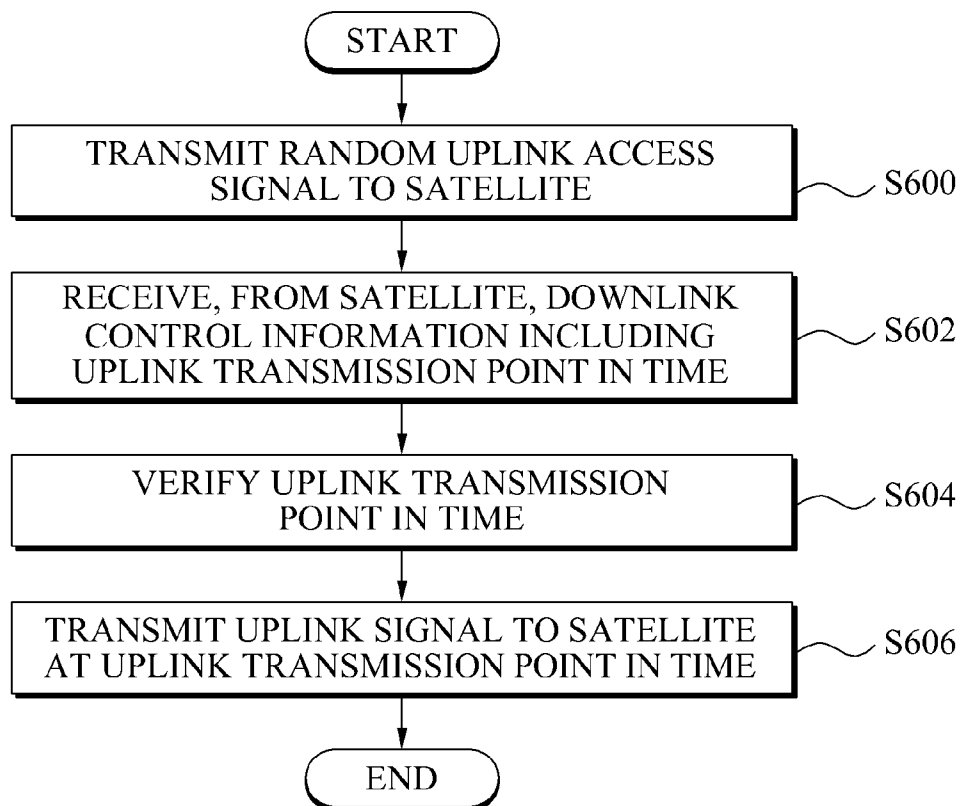 START
TRANSMIT RANDOM UPLINK ACCESS
SIGNAL TO SATELLITE
S600
RECEIVE, FROM SATELLITE, DOWNLINK
CONTROL INFORMATION INCLUDING
UPLINK TRANSMISSION POINT IN TIME
S602
VERIFY UPLINK TRANSMISSION
POINT IN TIME
S604
TRANSMIT UPLINK SIGNAL TO SATELLITE
AT UPLINK TRANSMISSION POINT IN TIME
S606
END